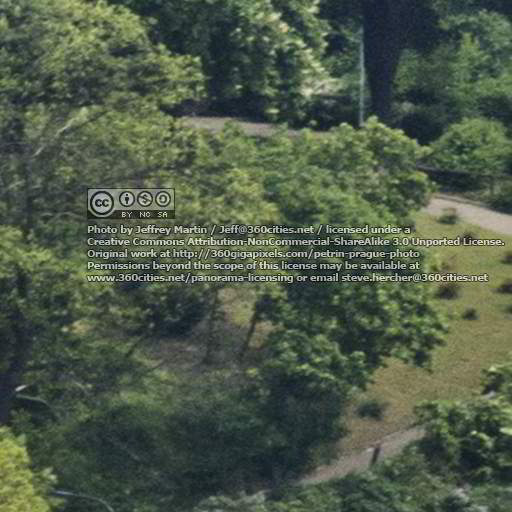 cc BY NC SA
Photo by Jeffrey Martin / Jeff@360cities.net / licensed under a
Creative Commons Attribution-NonCommercial-ShareAlike 3.0 Unported License.
Original work at http://360gigapixels.com/petrin-prague-photo
Permissions beyond the scope of this license may be available at
www.360cities.net/panorama-licensing or email steve.hercher@360cities.net